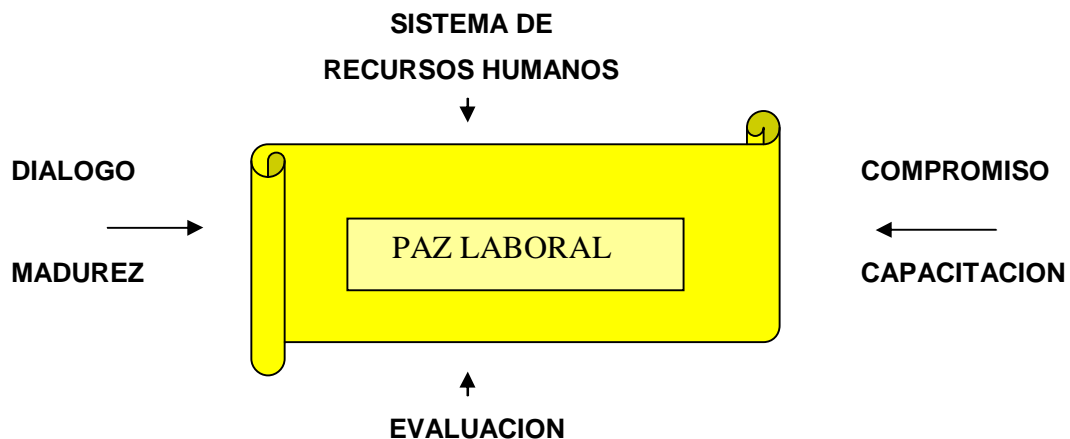 SISTEMA DE
RECURSOS HUMANOS
DIALOGO
COMPROMISO
PAZ LABORAL
MADUREZ
CAPACITACION
EVALUACION